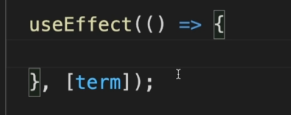 useEffect(() => {
}, [term]);